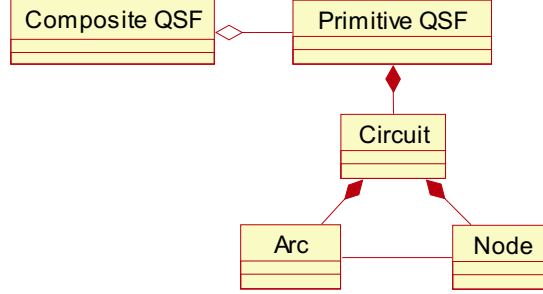 Composite QSF
Primitive QSF
Circuit
Arc
Node